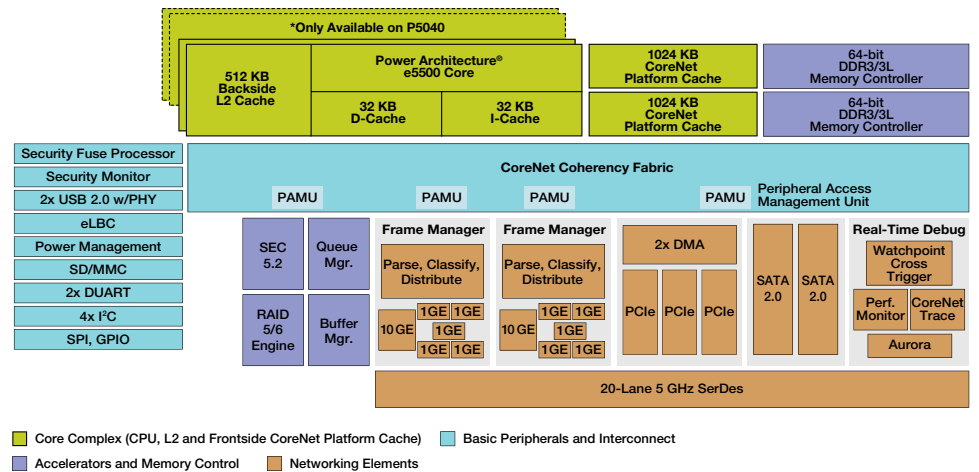 *Only Available on P5040
512 KB
Backside
L2 Cache
Power Architecture®
e5500 Core
32 KB
D-Cache
32 KB
I-Cache
1024 KB
CoreNet
Platform Cache
1024 KB
CoreNet
Platform Cache
64-bit
DDR3/3L
Memory Controller
64-bit
DDR3/3L
Memory Controller
Security Fuse Processor
Security Monitor
2x USB 2.0 w/PHY
eLBC
Power Management
SD/MMC
2x DUART
4x I²C
SPI, GPIO
CoreNet Coherency Fabric
PAMU
PAMU
PAMU
PAMU
Peripheral Access
Management Unit
SEC
5.2
Queue
Mgr.
RAID
5/6
Engine
Buffer
Mgr.
Frame Manager
Parse, Classify,
Distribute
10 GE
1GE 1GE
1GE
1GE 1GE
Frame Manager
Parse, Classify,
Distribute
10 GE
1GE 1GE
1GE
1GE 1GE
2x DMA
PCIe
PCIe
PCIe
SATA
2.0
SATA
2.0
Real-Time Debug
Watchpoint
Cross
Trigger
Perf.
Monitor
CoreNet
Trace
Aurora
20-Lane 5 GHz SerDes
Core Complex (CPU, L2 and Frontside CoreNet Platform Cache)
Basic Peripherals and Interconnect
Accelerators and Memory Control
Networking Elements